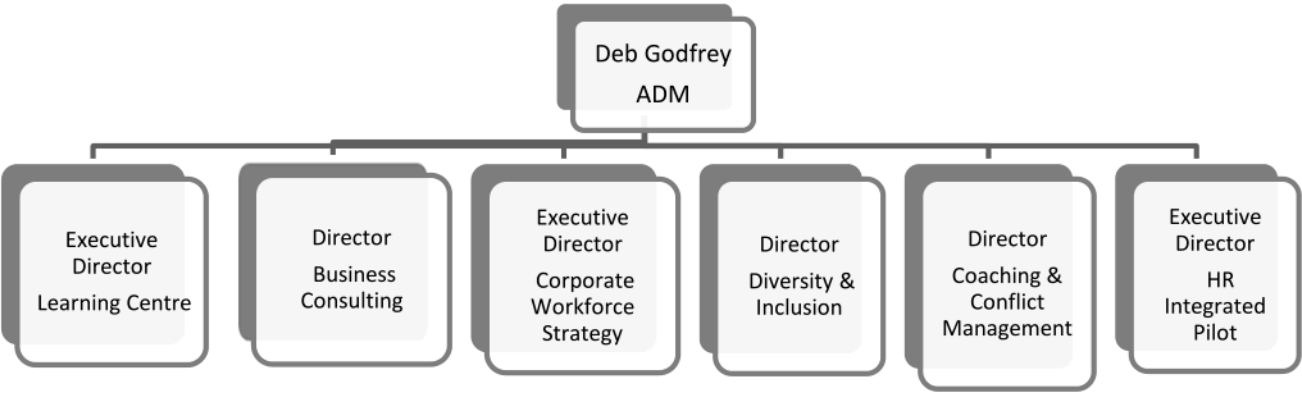 Deb Godfrey
ADM
Executive
Director
Learning Centre
Director
Business
Consulting
Executive
Director
Corporate
Workforce
Strategy
Director
Diversity &
Inclusion
Director
Coaching &
Conflict
Management
Executive
Director
HR
Integrated
Pilot